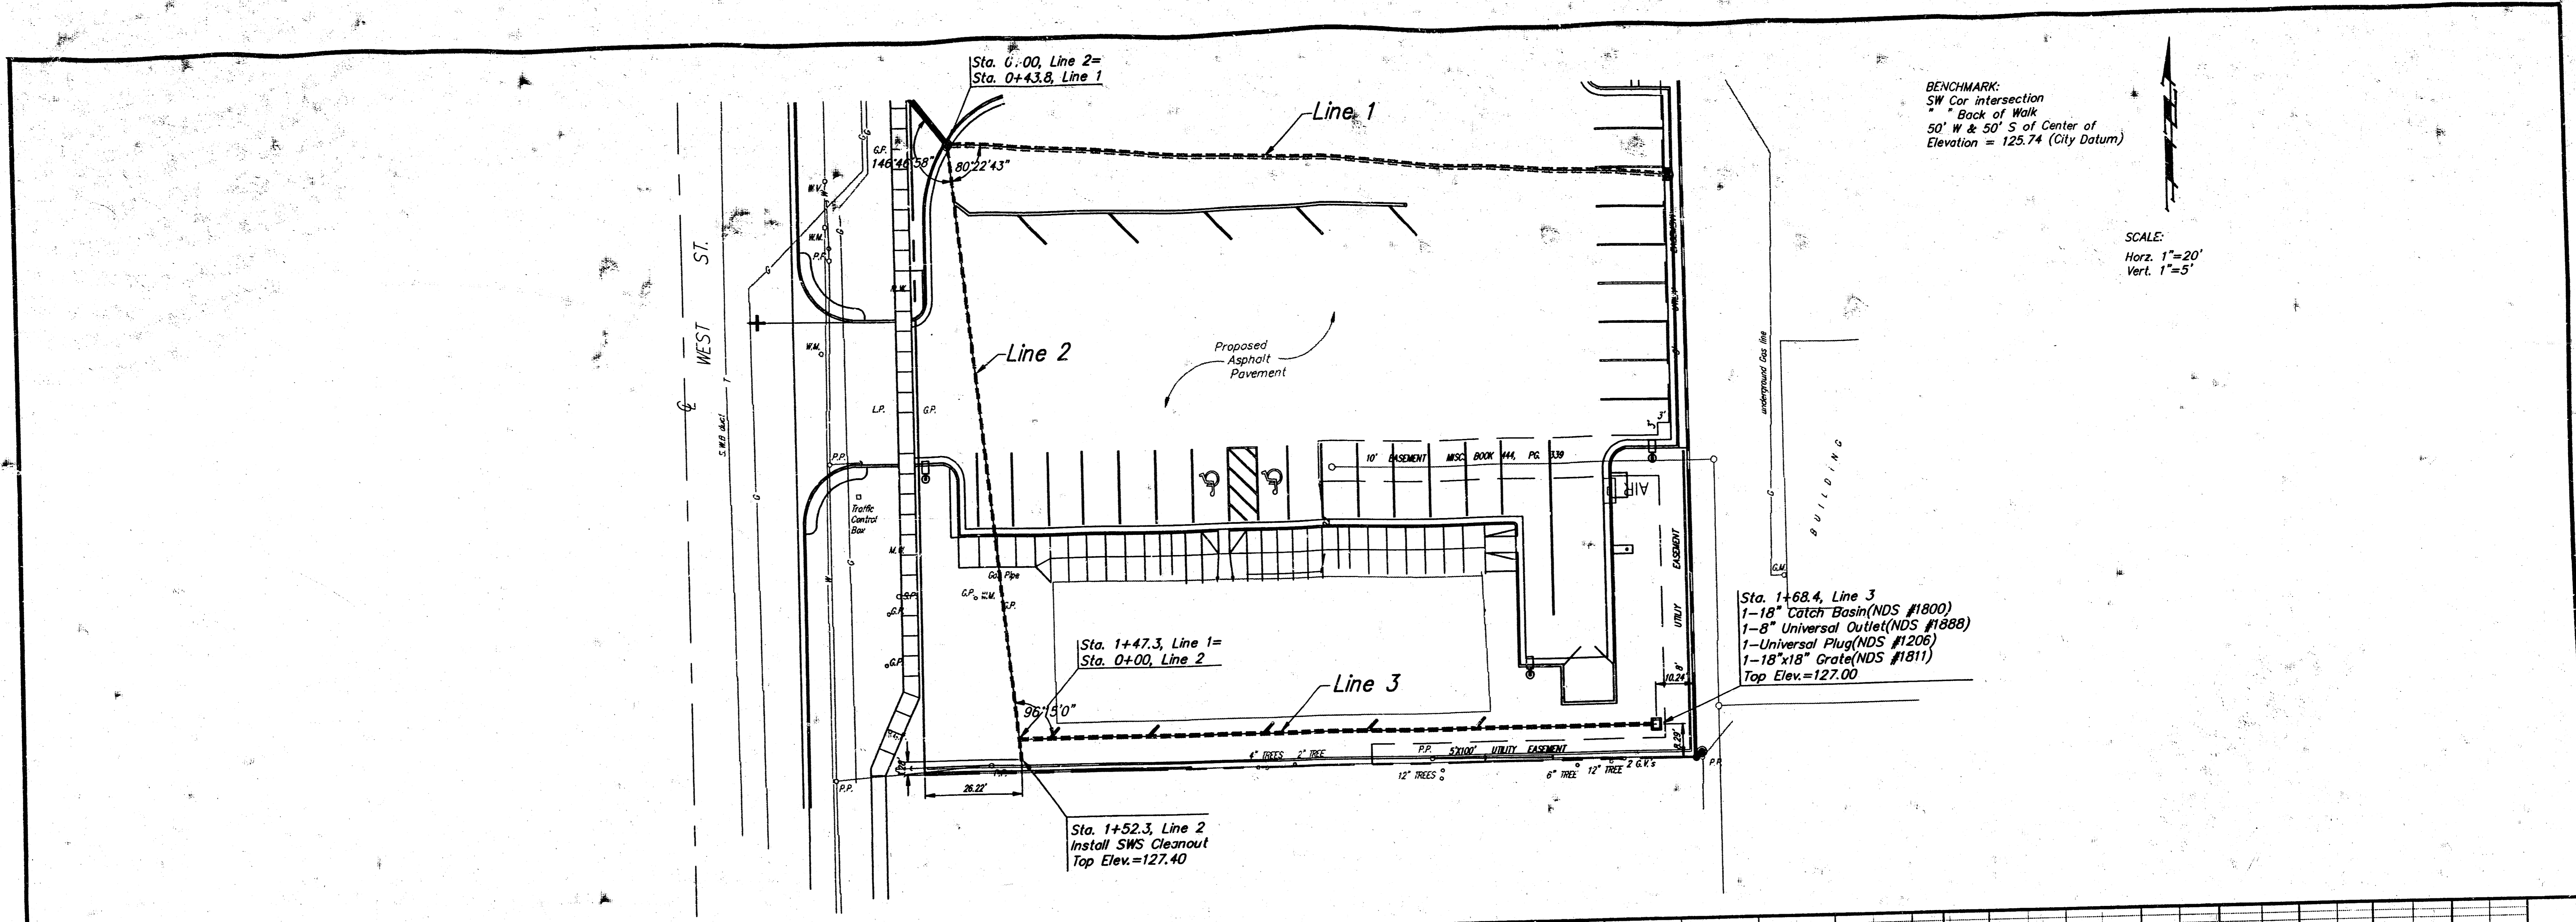 Sta. 0+00, Line 2=
Sta. 0+43.8, Line 1
Line 1
BENCHMARK:
SW Cor intersection
" " Back of Walk
50' W & 50' S of Center of
Elevation = 125.74 (City Datum)
SCALE:
Horz. 1"=20'
Vert. 1"=5'
G.P.
146°46'58"
80°22'43"
W.V.
W.M.
P.P.
M.W.
W.M.
WEST ST.
S.W.B duct
T
G
G
G
G
W
L.P.
G.P.
Line 2
Proposed
Asphalt
Pavement
underground Gas line
BUILDING
G.M.
3'
3'
P.P.
10' EASEMENT MISC. BOOK 444, PG. 339
AIR
Traffic
Control
Box
M.W.
Gas Pipe
G.P.
W.M.
G.P.
G.P.
G.P.
UTILIY EASEMENT
Sta. 1+68.4, Line 3
1-18" Catch Basin(NDS #1800)
1-8" Universal Outlet(NDS #1888)
1-Universal Plug(NDS #1206)
1-18"x18" Grate(NDS #1811)
Top Elev.=127.00
Sta. 1+47.3, Line 1=
Sta. 0+00, Line 2
Line 3
10.24'
8'
8.29'
96°15'0"
4" TREES 2" TREE
P.P. 5'X100' UTILITY EASEMENT
12" TREES
6" TREE 12" TREE 2 G.V.'s
P.P.
P.P.
P.P.
26.22'
Sta. 1+52.3, Line 2
Install SWS Cleanout
Top Elev.=127.40